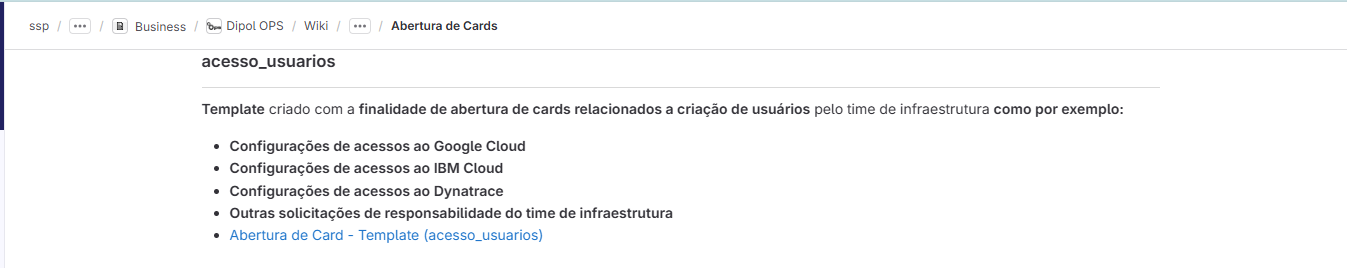 ssp / ••• / Business / Dipol OPS / Wiki / ••• / Abertura de Cards
acesso_usuarios
Template criado com a finalidade de abertura de cards relacionados a criação de usuários pelo time de infraestrutura como por exemplo:
• Configurações de acessos ao Google Cloud
• Configurações de acessos ao IBM Cloud
• Configurações de acessos ao Dynatrace
• Outras solicitações de responsabilidade do time de infraestrutura
• Abertura de Card - Template (acesso_usuarios)